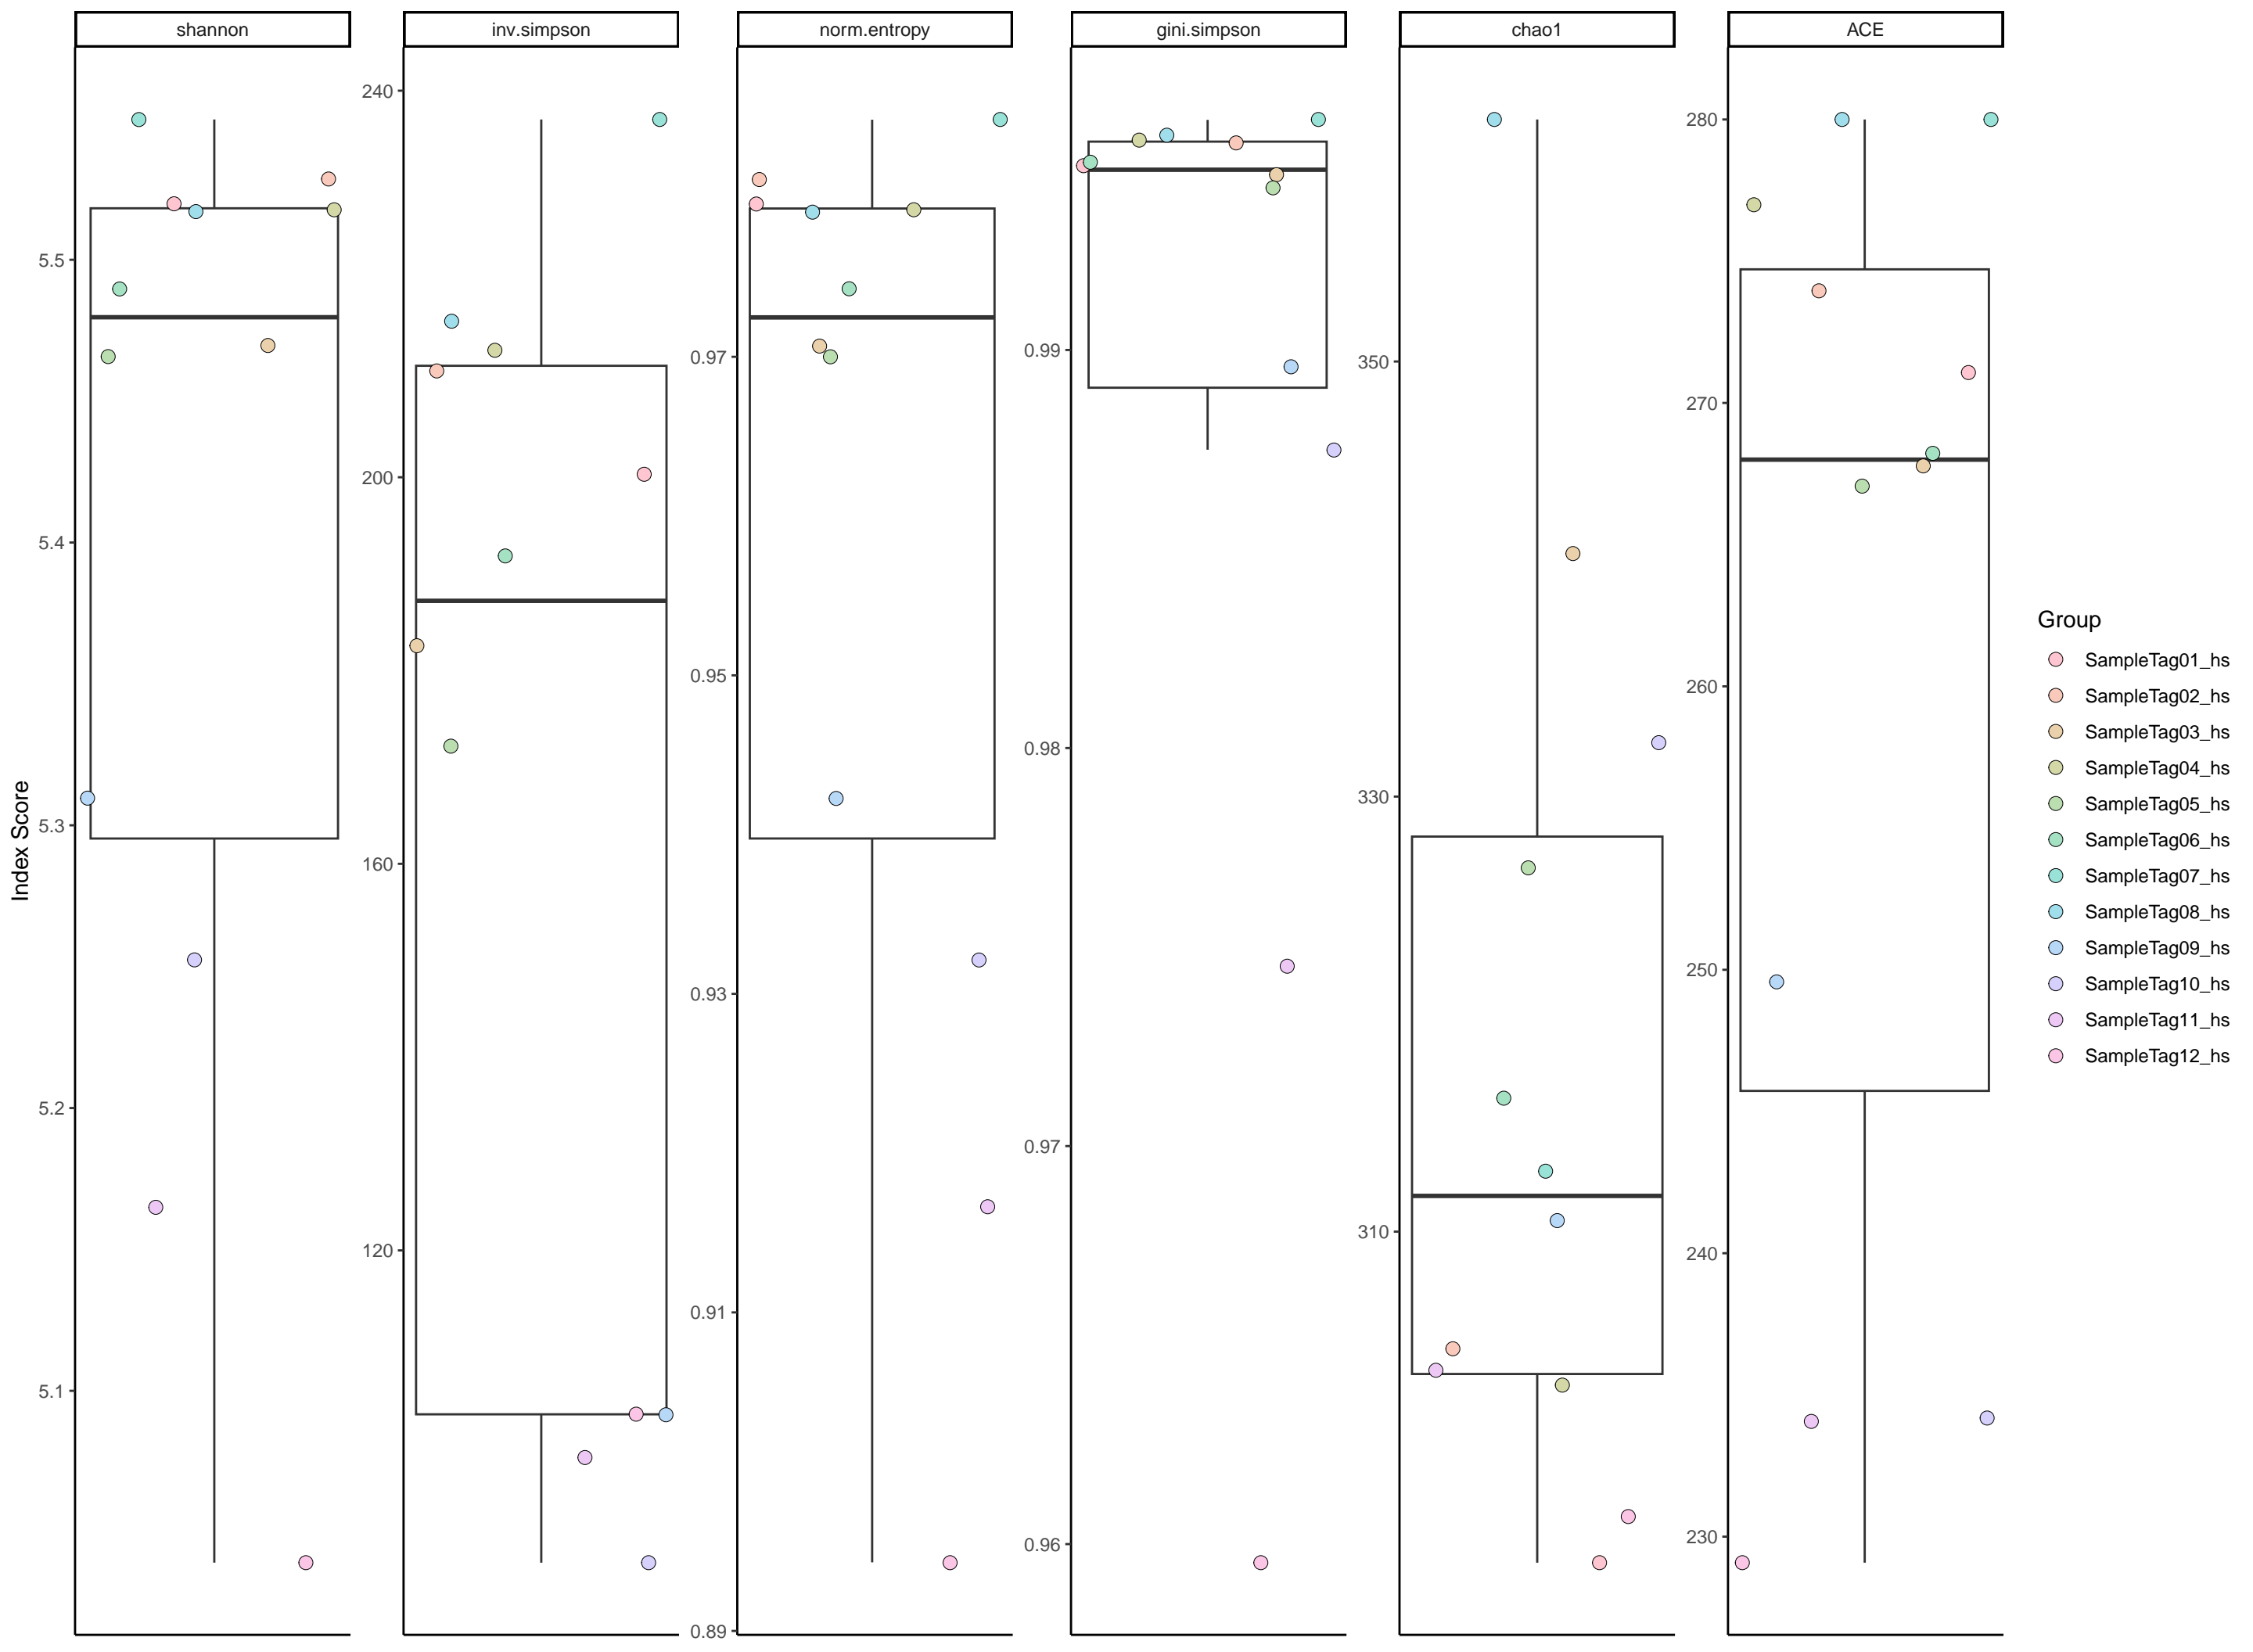 shannon
inv.simpson
norm.entropy
gini.simpson
chao1
ACE
Index Score
5.5
5.4
5.3
5.2
5.1
240
200
160
120
0.97
0.95
0.93
0.91
0.89
0.99
0.98
0.97
0.96
350
330
310
280
270
260
250
240
230
Group
SampleTag01_hs
SampleTag02_hs
SampleTag03_hs
SampleTag04_hs
SampleTag05_hs
SampleTag06_hs
SampleTag07_hs
SampleTag08_hs
SampleTag09_hs
SampleTag10_hs
SampleTag11_hs
SampleTag12_hs